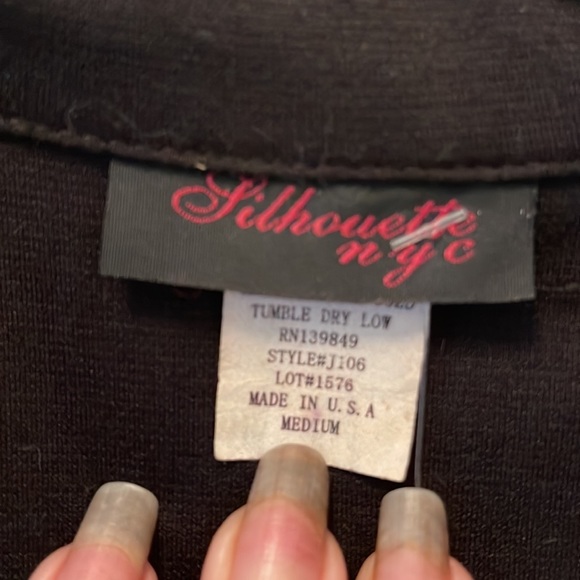 Silhouette
nyc
TUMBLE DRY LOW
RN139849
STYLE#J106
LOT#1576
MADE IN U.S.A
MEDIUM